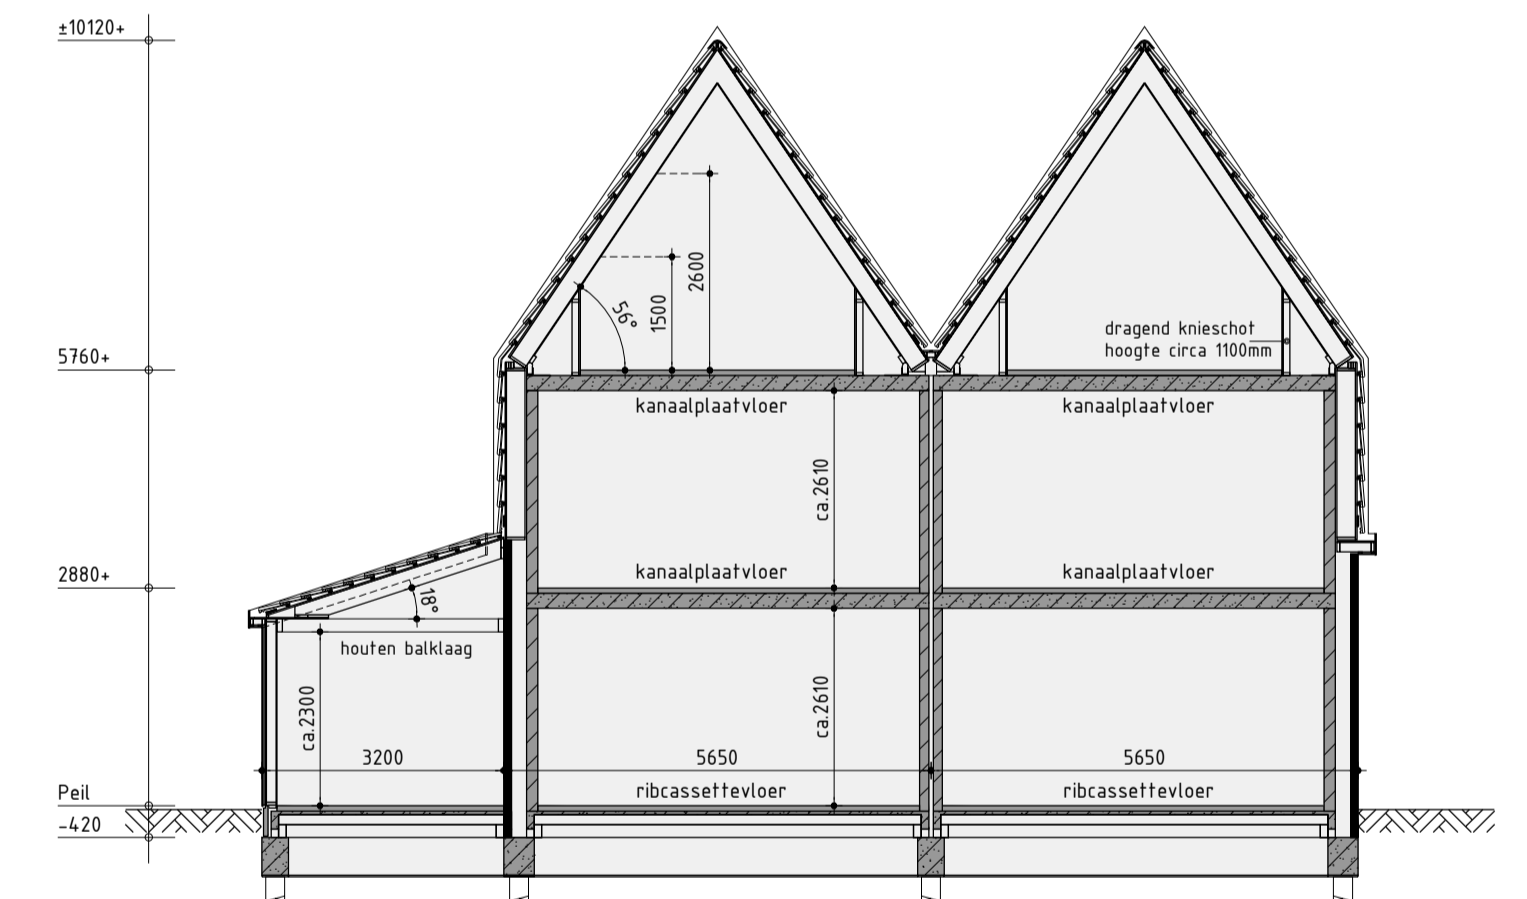 ±10120+
2600
56°
1500
dragend knieschot
hoogte circa 1100mm
5760+
kanaalplaatvloer
kanaalplaatvloer
ca.2610
2880+
kanaalplaatvloer
kanaalplaatvloer
18°
houten balklaag
ca.2300
ca.2610
3200
5650
5650
Peil
ribcassettevloer
ribcassettevloer
-420